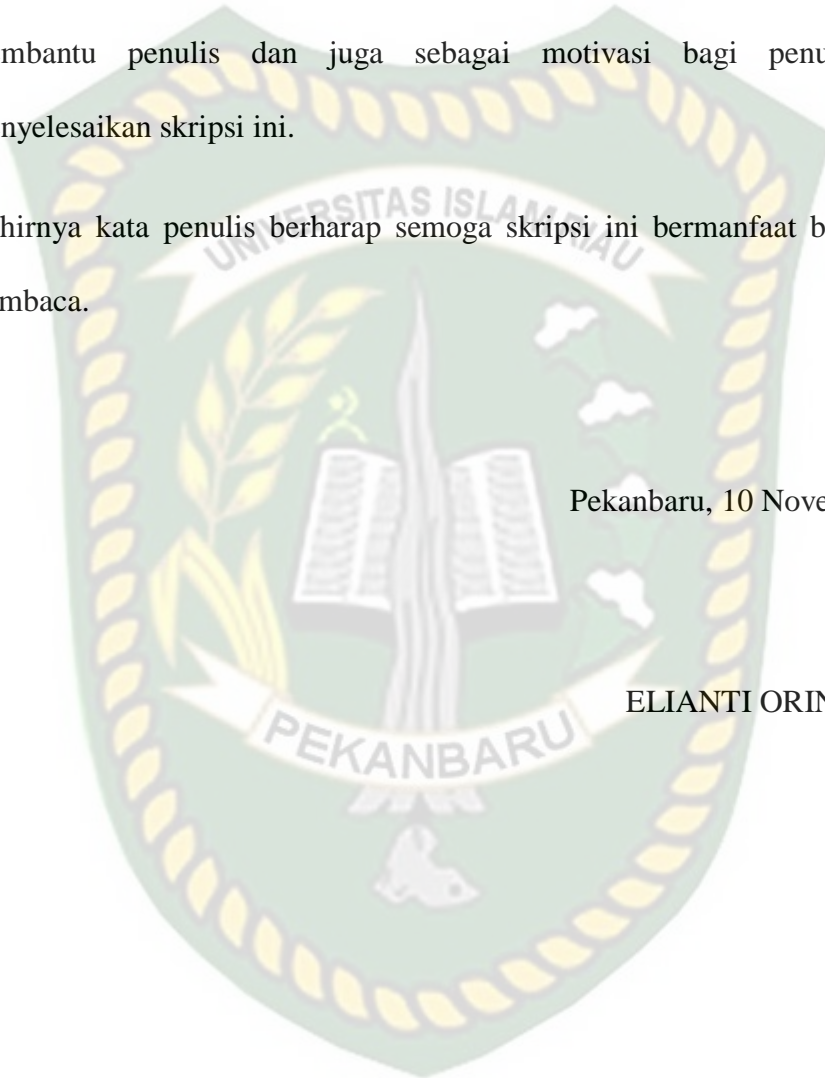 mbantu penulis dan juga sebagai motivasi bagi penu
nyelesaikan skripsi ini.
UNIVERSITAS ISLAM RIAU
hirnya kata penulis berharap semoga skripsi ini bermanfaat b
mbaca.
Pekanbaru, 10 Nove
ELIANTI ORIN
PEKANBARU